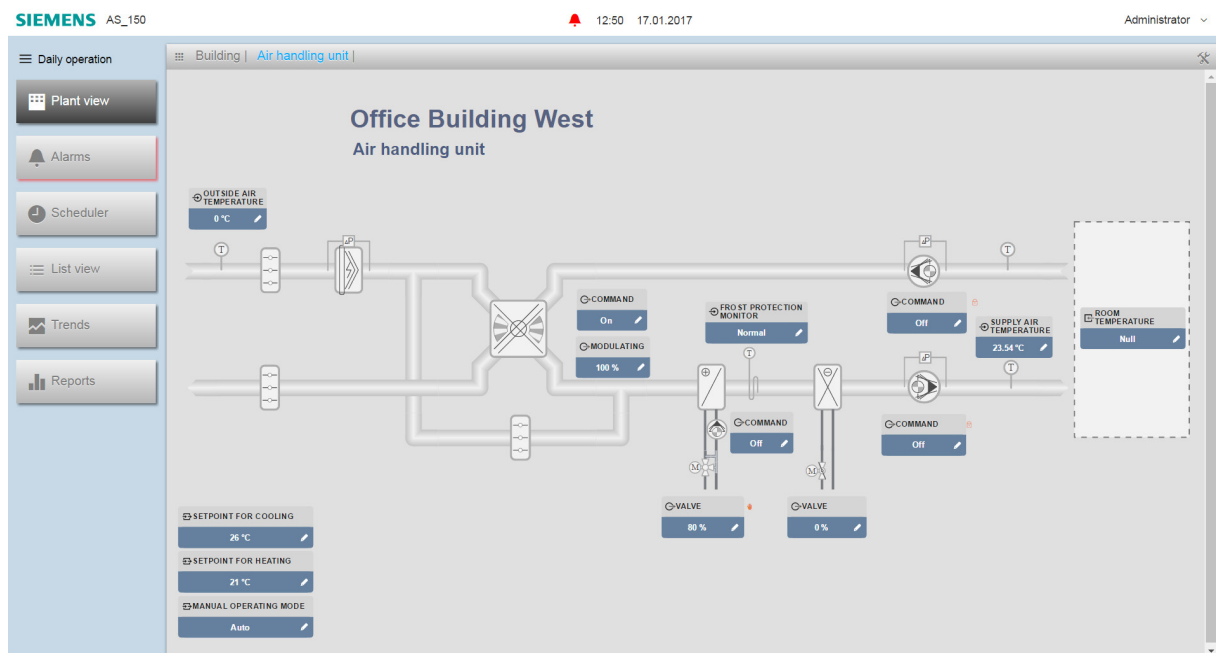 SIEMENS AS_150
12:50 17.01.2017
Administrator
Daily operation
Building | Air handling unit |
Plant view
Alarms
Scheduler
List view
Trends
Reports
Office Building West
Air handling unit
OUTSIDE AIR
TEMPERATURE
0 °C
T
ΔP
ΔP
T
COMMAND
On
MODULATING
100 %
FROST PROTECTION
MONITOR
Normal
COMMAND
Off
SUPPLY AIR
TEMPERATURE
23.54 °C
ROOM
TEMPERATURE
Null
T
ΔP
T
COMMAND
Off
COMMAND
Off
M
M
VALVE
80 %
VALVE
0 %
SETPOINT FOR COOLING
26 °C
SETPOINT FOR HEATING
21 °C
MANUAL OPERATING MODE
Auto